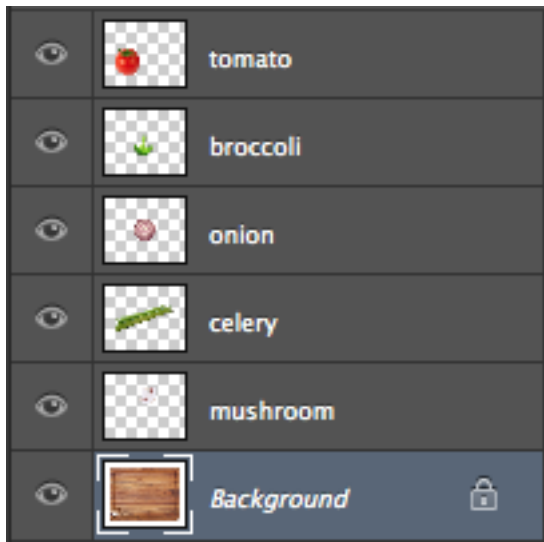 tomato
broccoli
onion
celery
mushroom
Background